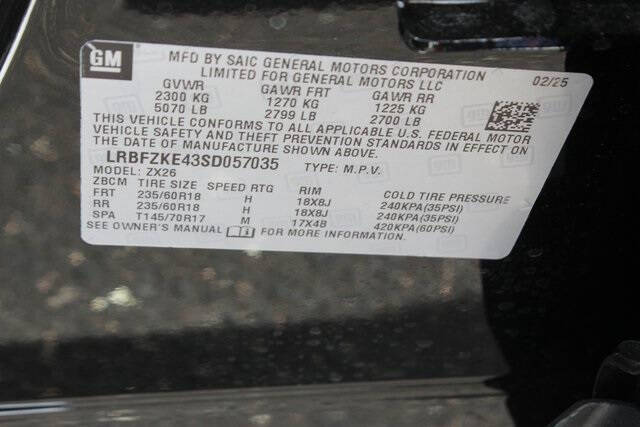 GM
MFD BY SAIC GENERAL MOTORS CORPORATION
LIMITED FOR GENERAL MOTORS LLC
02/25
GVWR GAWR FRT GAWR RR
2300 KG 1270 KG 1225 KG
5070 LB 2799 LB 2700 LB
THIS VEHICLE CONFORMS TO ALL APPLICABLE U.S. FEDERAL MOTOR
VEHICLE SAFETY AND THEFT PREVENTION STANDARDS IN EFFECT ON
THE DATE OF MANUFACTURE SHOWN ABOVE.
LRBFZKE43SD057035 TYPE: M.P.V.
MODEL: ZX26
ZBCM TIRE SIZE SPEED RTG RIM COLD TIRE PRESSURE
FRT 235/60R18 H 18X8J 240KPA(35PSI)
RR 235/60R18 H 18X8J 240KPA(35PSI)
SPA T145/70R17 M 17X4B 420KPA(60PSI)
SEE OWNER'S MANUAL FOR MORE INFORMATION.